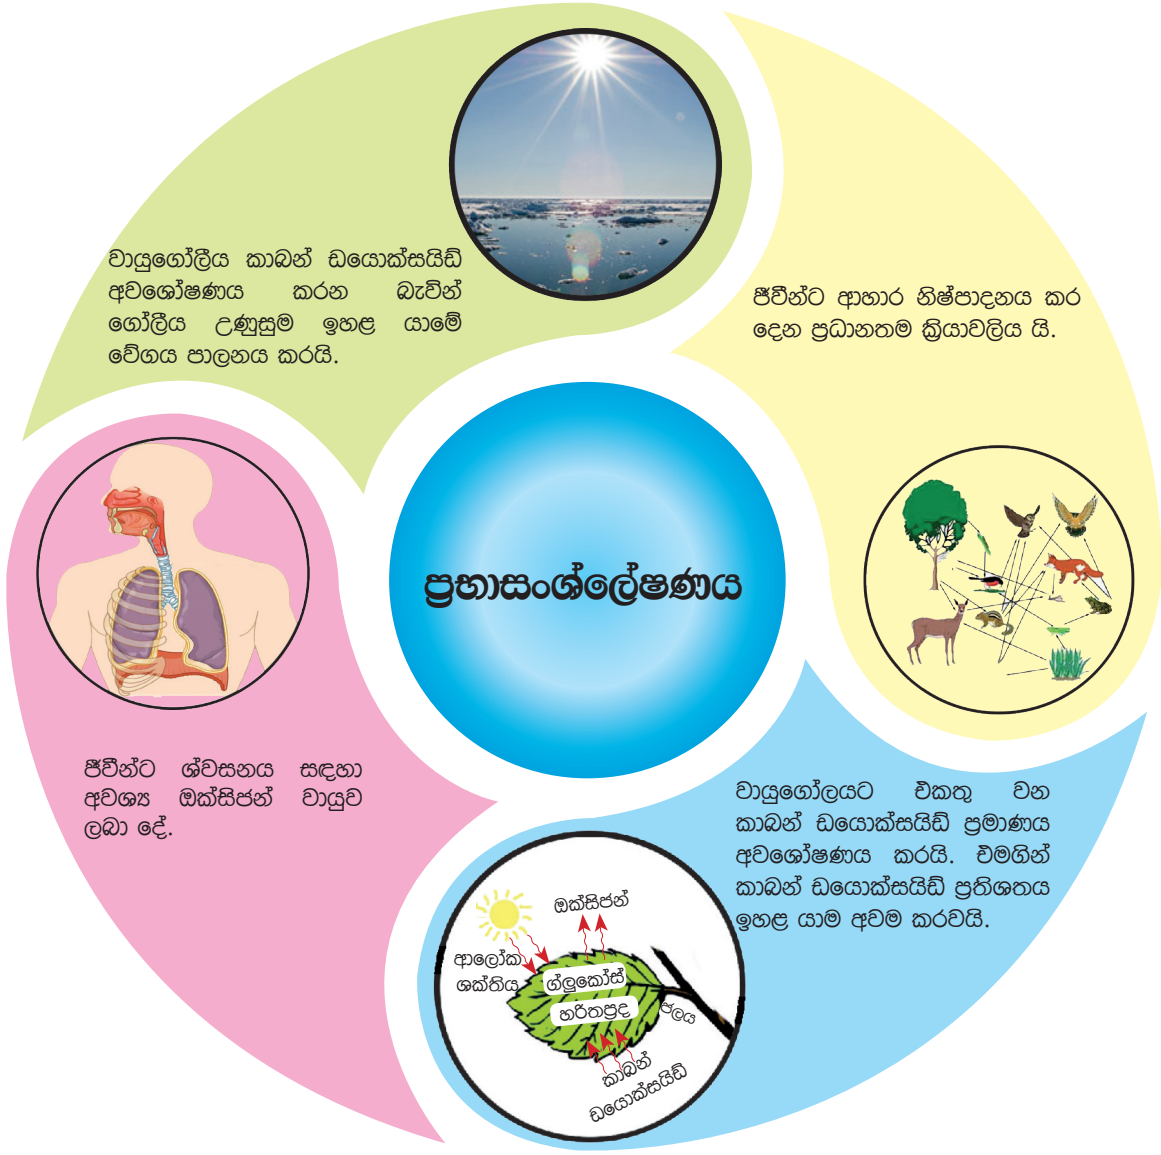 වායුගෝලීය කාබන් ඩයොක්සයිඩ්
අවශෝෂණය කරන බැවින්
ගෝලීය උණුසුම ඉහළ යාමේ
වේගය පාලනය කරයි.
ජීවීන්ට ආහාර නිෂ්පාදනය කර
දෙන ප්‍රධානතම ක්‍රියාවලිය යි.
ප්‍රභාසංශ්ලේෂණය
ජීවීන්ට ශ්වසනය සඳහා
අවශ්‍ය ඔක්සිජන් වායුව
ලබා දේ.
වායුගෝලයට එකතු වන
කාබන් ඩයොක්සයිඩ් ප්‍රමාණය
අවශෝෂණය කරයි. එමගින්
කාබන් ඩයොක්සයිඩ් ප්‍රතිශතය
ඉහළ යාම අවම කරවයි.
ඔක්සිජන්
ආලෝක
ශක්තිය
ග්ලුකෝස්
හරිතප්‍රද
ජලය
කාබන්
ඩයොක්සයිඩ්